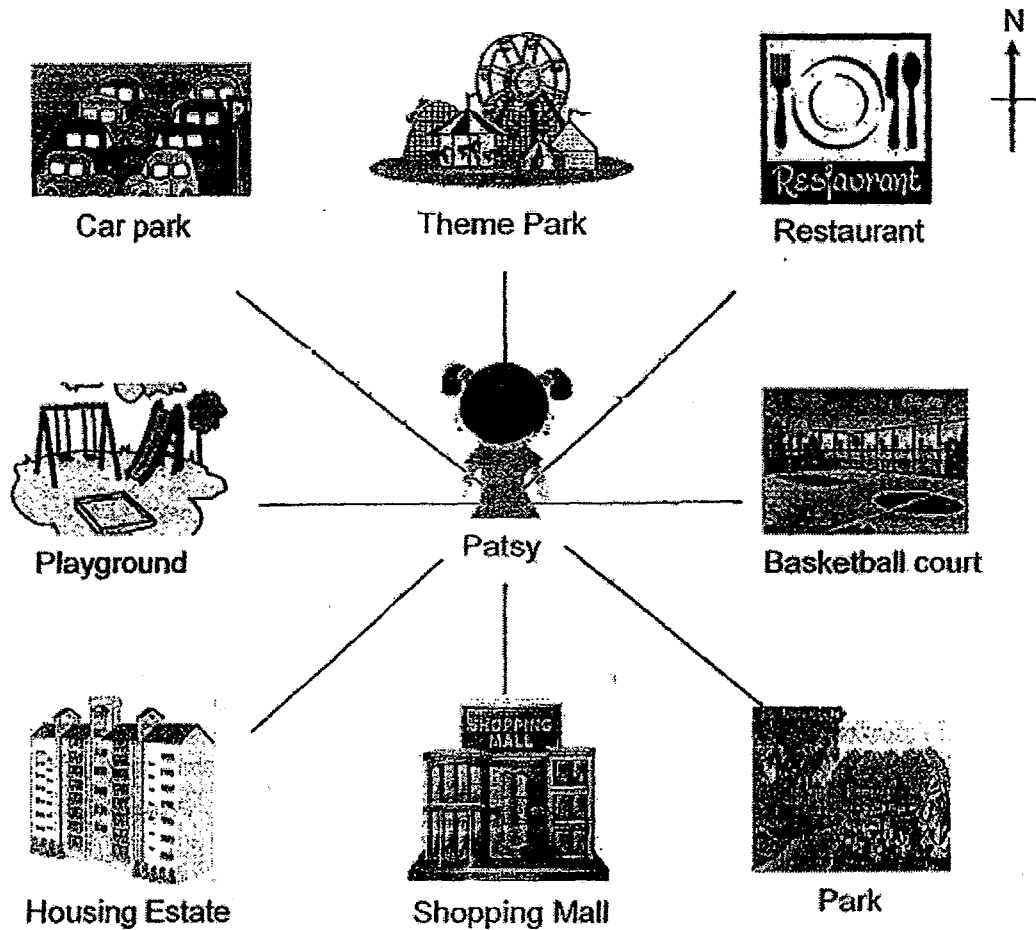 N
Restaurant
Car park
Theme Park
Restaurant
Playground
Patsy
Basketball court
SHOPPING
MALL
Housing Estate
Shopping Mall
Park